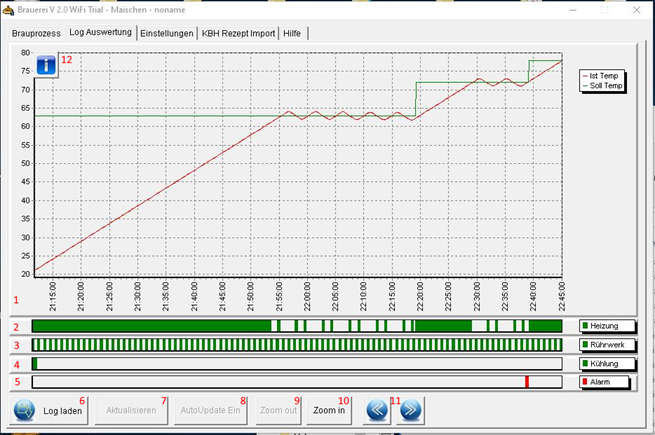 Brauerei V 2.0 WiFi Trial - Maischen - noname
Brauprozess Log Auswertung Einstellungen KBH Rezept Import Hilfe
12
80
75
70
65
60
55
50
45
40
35
30
25
20
Ist Temp
Soll Temp
21:15:00 21:20:00 21:25:00 21:30:00 21:35:00 21:40:00 21:45:00 21:50:00 21:55:00 22:00:00 22:05:00 22:10:00 22:15:00 22:20:00 22:25:00 22:30:00 22:35:00 22:40:00 22:45:00
1
2 Heizung
3 Rührwerk
4 Kühlung
5 Alarm
6 7 8 9 10 11
Log laden Aktualisieren AutoUpdate Ein Zoom out Zoom in